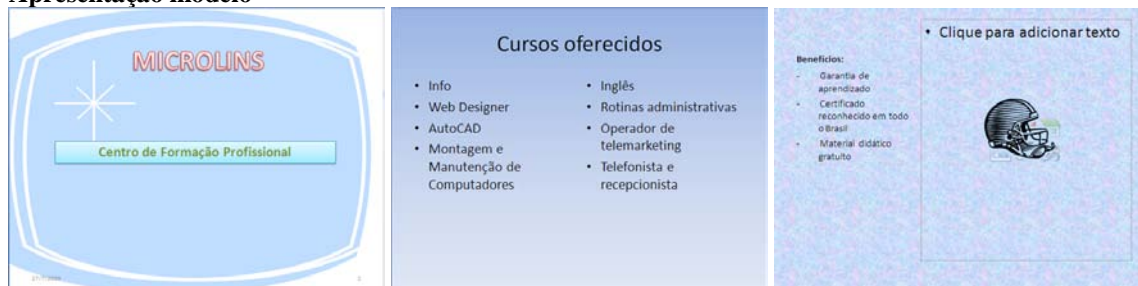 Apresentação modelo
MICROLINS
Centro de Formação Profissional
Cursos oferecidos
• Info
• Web Designer
• AutoCAD
• Montagem e
Manutenção de
Computadores
• Inglês
• Rotinas administrativas
• Operador de
telemarketing
• Telefonista e
recepcionista
• Clique para adicionar texto
Benefícios:
- Garantia de
aprendizado
- Certificado
reconhecido em todo
o Brasil
- Material didático
gratuito